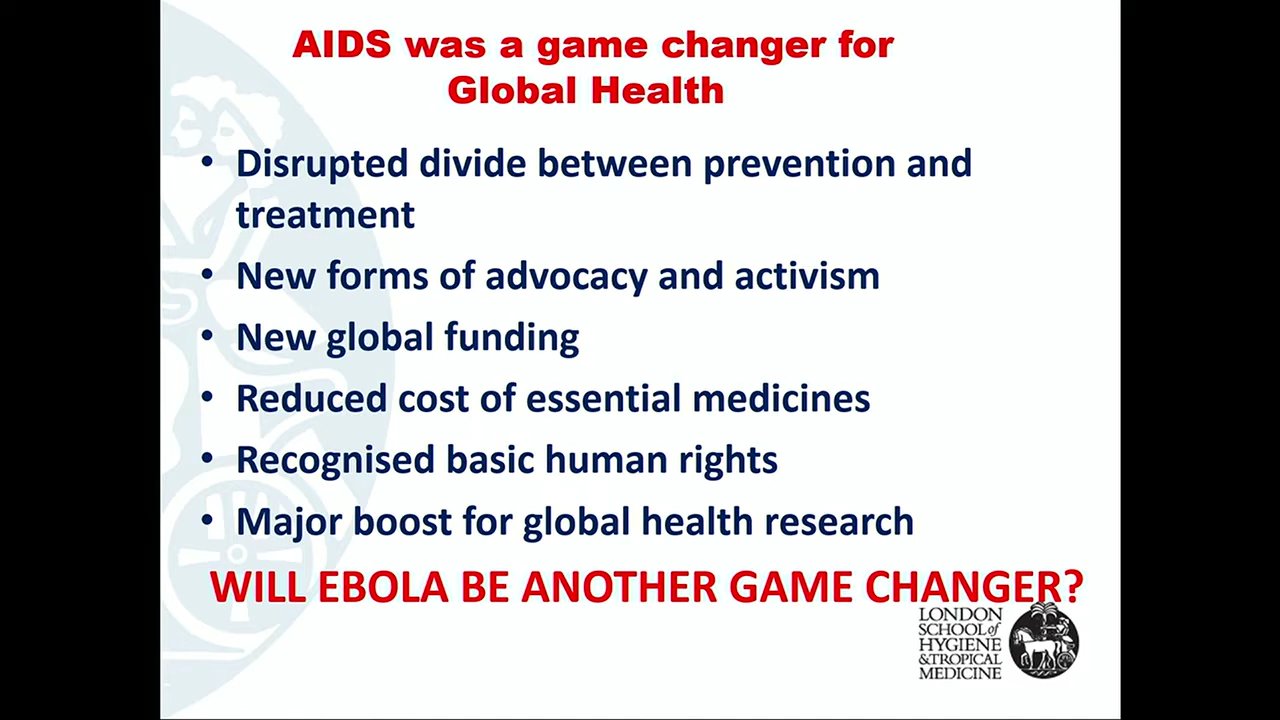 AIDS was a game changer for
Global Health
• Disrupted divide between prevention and
treatment
• New forms of advocacy and activism
• New global funding
• Reduced cost of essential medicines
• Recognised basic human rights
• Major boost for global health research
WILL EBOLA BE ANOTHER GAME CHANGER?
LONDON
SCHOOL of
HYGIENE
& TROPICAL
MEDICINE